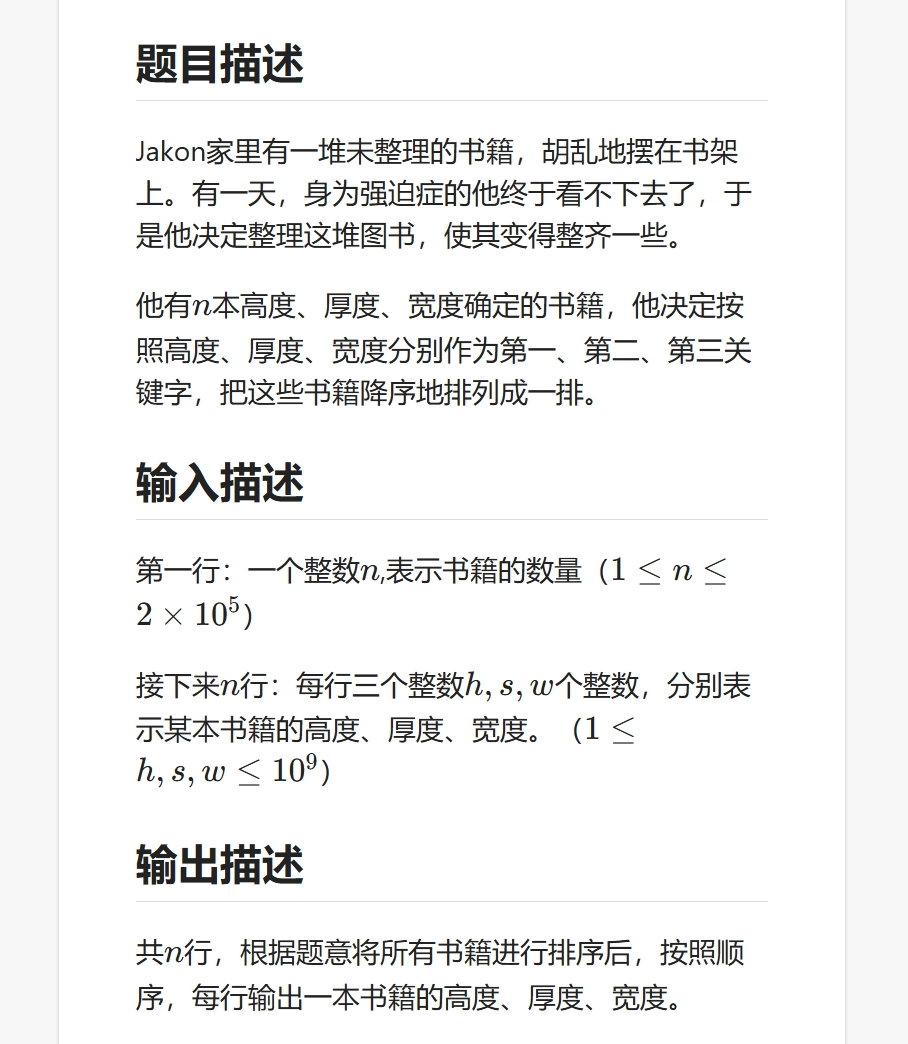 题目描述
Jakon家里有一堆未整理的书籍，胡乱地摆在书架
上。有一天，身为强迫症的他终于看不下去了，于
是他决定整理这堆图书，使其变得整齐一些。
他有n本高度、厚度、宽度确定的书籍，他决定按
照高度、厚度、宽度分别作为第一、第二、第三关
键字，把这些书籍降序地排列成一排。
输入描述
第一行：一个整数n,表示书籍的数量（1 ≤ n ≤
2 × 10⁵）
接下来n行：每行三个整数h, s, w个整数，分别表
示某本书籍的高度、厚度、宽度。（1 ≤
h, s, w ≤ 10⁹）
输出描述
共n行，根据题意将所有书籍进行排序后，按照顺
序，每行输出一本书籍的高度、厚度、宽度。